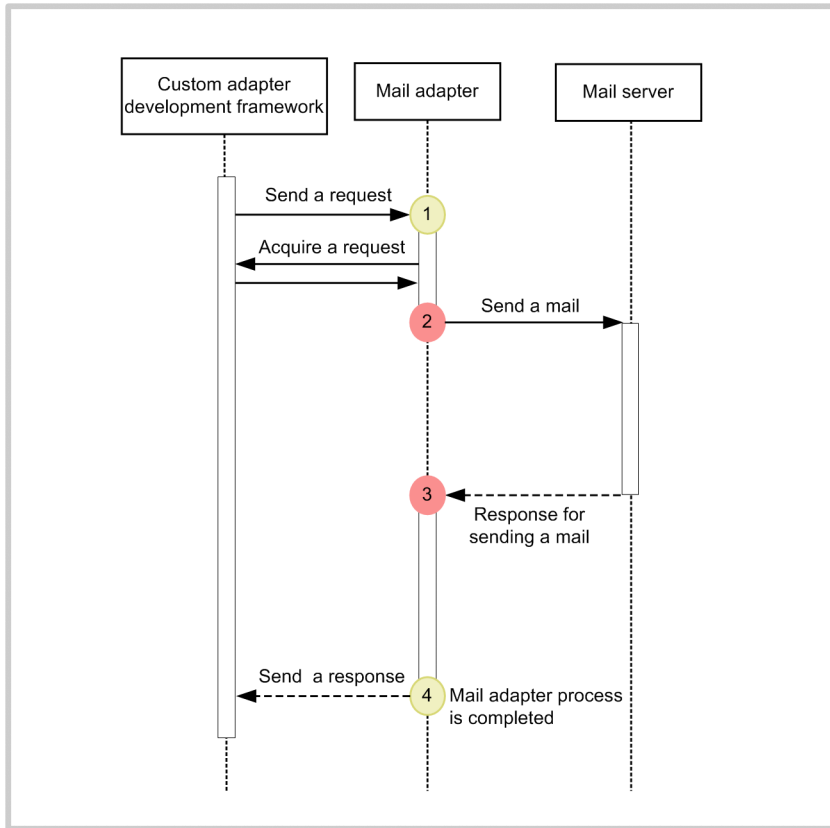 Custom adapter
development framework
Mail adapter
Mail server
Send a request
1
Acquire a request
2
Send a mail
3
Response for
sending a mail
Send  a response
4
Mail adapter process
is completed